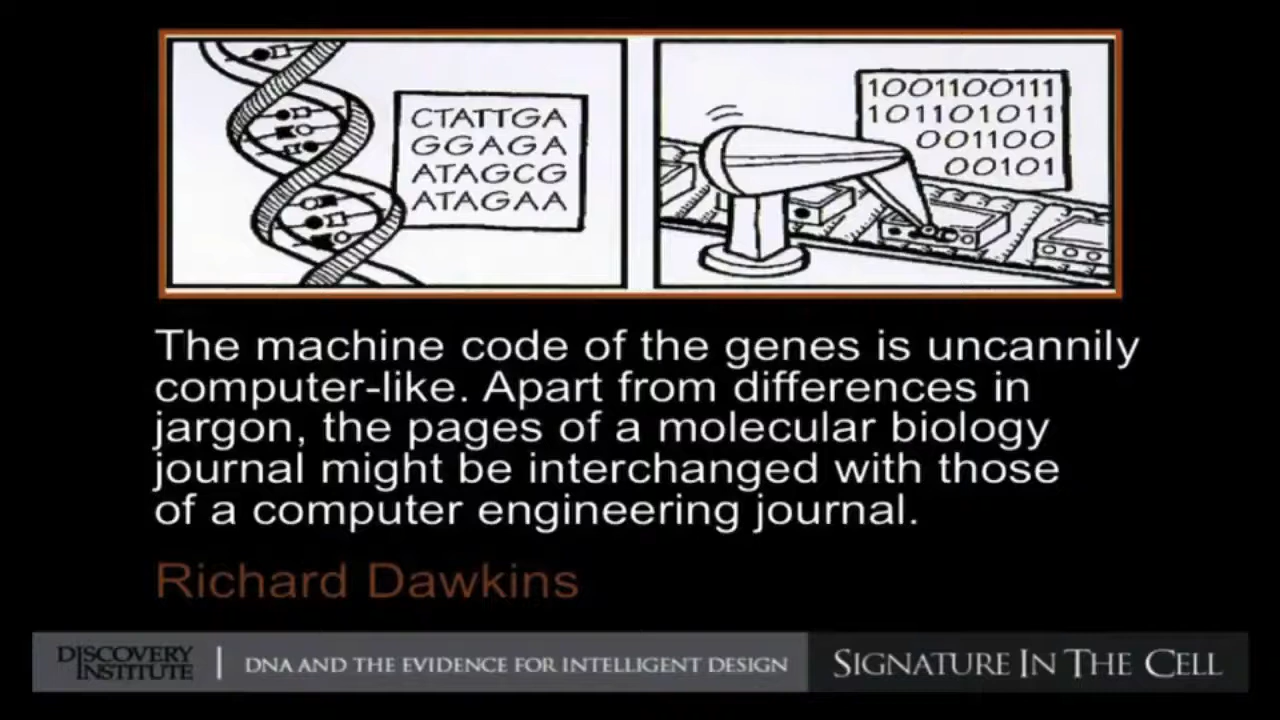 CTATTGA
GGAGA
ATAGCG
ATAGAA
1001100111
101101011
001100
00101
The machine code of the genes is uncannily
computer-like. Apart from differences in
jargon, the pages of a molecular biology
journal might be interchanged with those
of a computer engineering journal.
Richard Dawkins
DISCOVERY
INSTITUTE
DNA AND THE EVIDENCE FOR INTELLIGENT DESIGN
SIGNATURE IN THE CELL